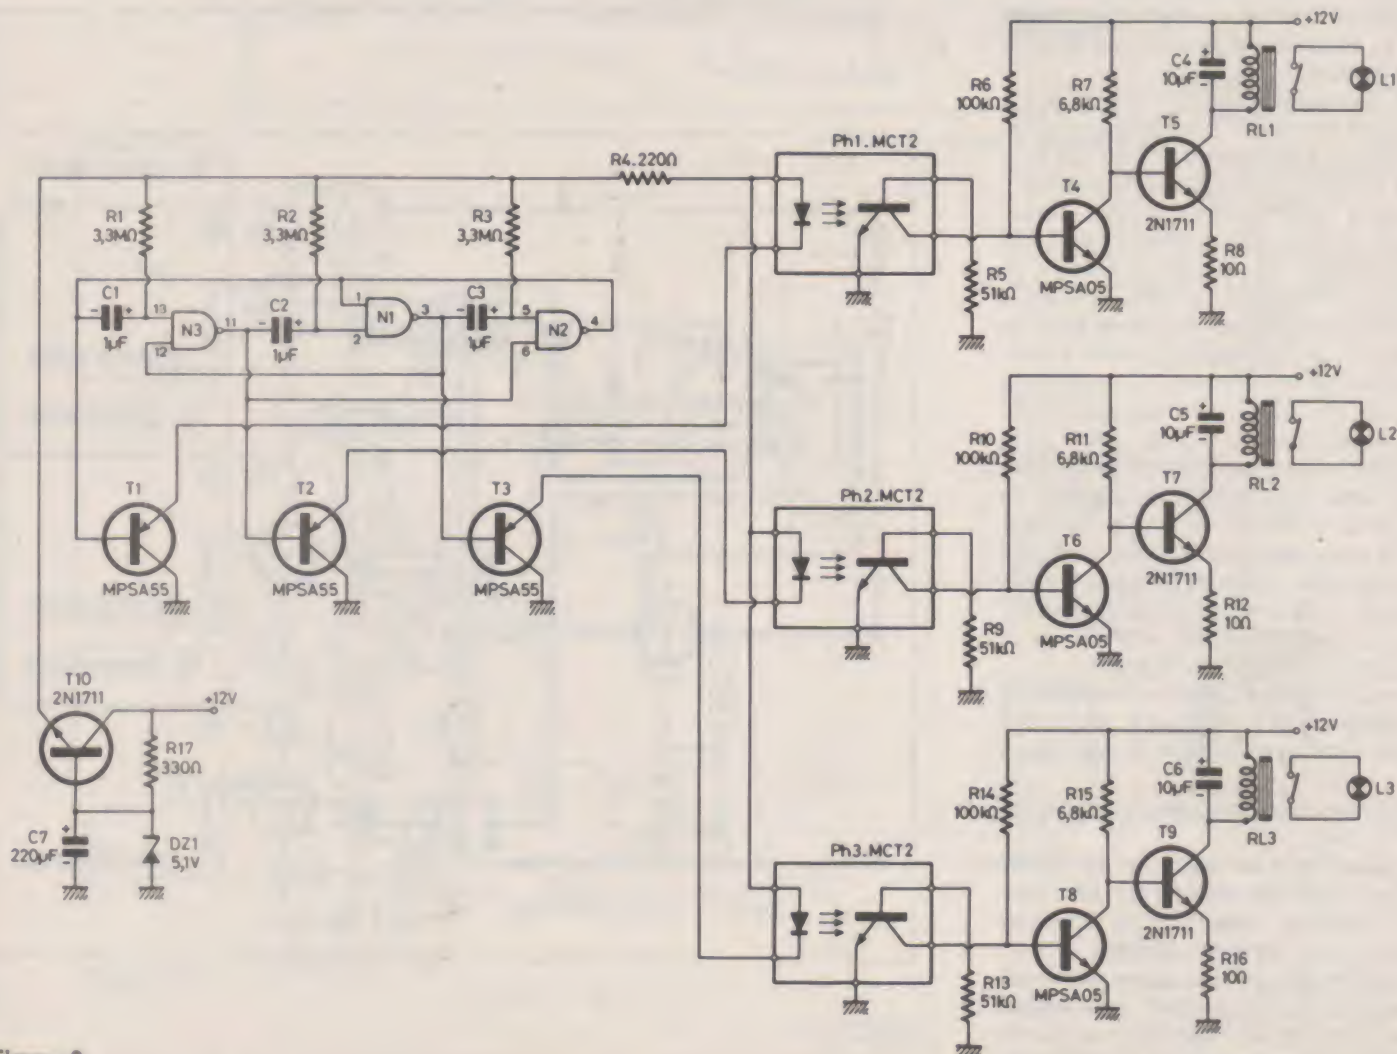 +12V
C4
10µF
+
-
L1
R6
100kΩ
R7
6,8kΩ
T5
RL1
Ph1.MCT2
R4.220Ω
T4
2N1711
R8
10Ω
MPSA05
R5
51kΩ
R1
3,3MΩ
R2
3,3MΩ
R3
3,3MΩ
C1
- +
1µF
13
12
N3
11
C2
- +
1µF
1
2
N1
3
C3
- +
1µF
5
6
N2
4
+12V
C5
10µF
+
-
L2
R10
100kΩ
R11
6,8kΩ
T7
RL2
T1
T2
T3
Ph2.MCT2
T6
2N1711
MPSA55
MPSA55
MPSA55
R12
10Ω
MPSA05
R9
51kΩ
T10
2N1711
+12V
R17
330Ω
C7
220µF
+
-
DZ1
5,1V
+12V
C6
10µF
+
-
L3
R14
100kΩ
R15
6,8kΩ
T9
RL3
Ph3.MCT2
T8
2N1711
R16
10Ω
MPSA05
R13
51kΩ